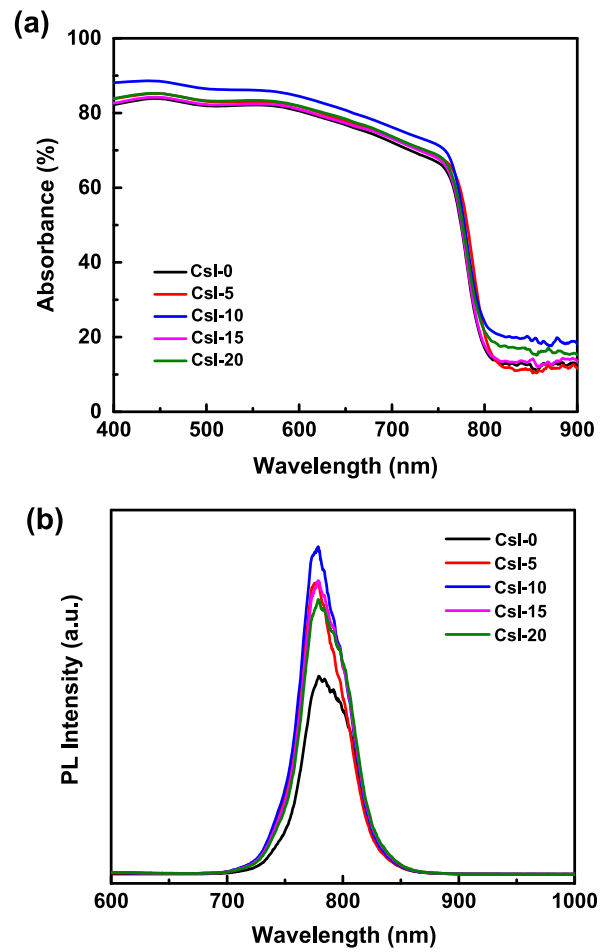 (a)
100
80
60
40
20
0
Absorbance (%)
CsI-0
CsI-5
CsI-10
CsI-15
CsI-20
400 500 600 700 800 900
Wavelength (nm)
(b)
PL Intensity (a.u.)
CsI-0
CsI-5
CsI-10
CsI-15
CsI-20
600 700 800 900 1000
Wavelength (nm)